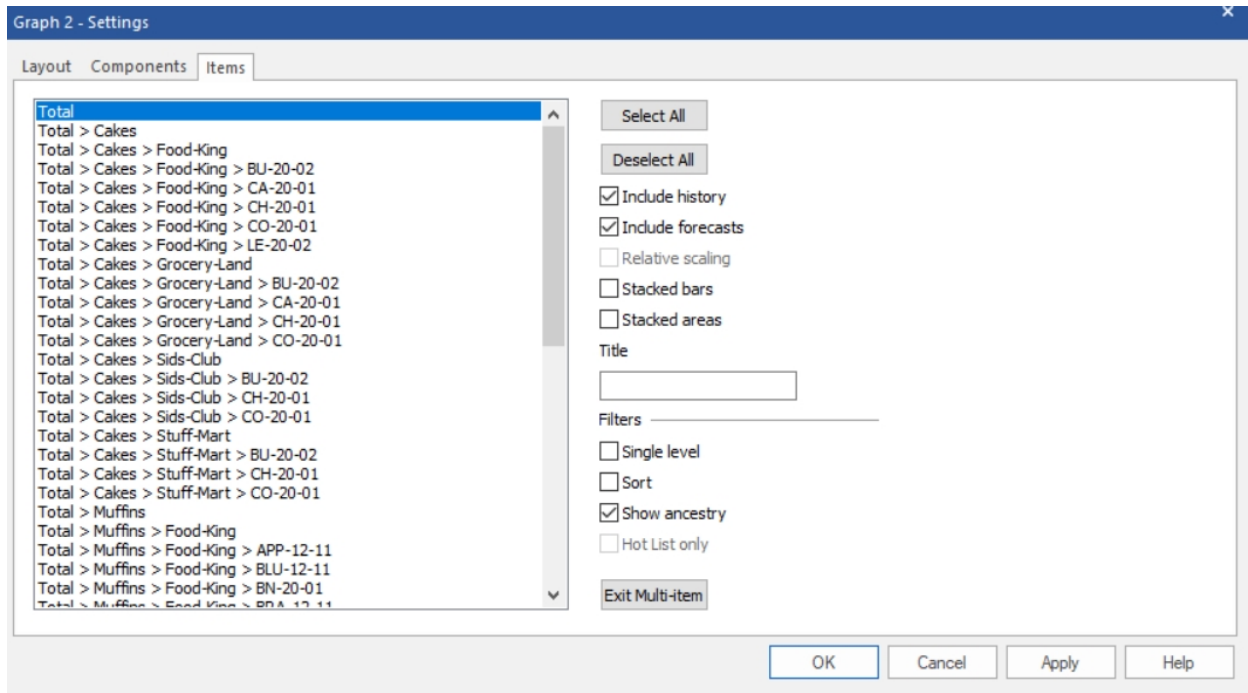 Graph 2 - Settings
Layout Components Items
Total
Total > Cakes
Total > Cakes > Food-King
Total > Cakes > Food-King > BU-20-02
Total > Cakes > Food-King > CA-20-01
Total > Cakes > Food-King > CH-20-01
Total > Cakes > Food-King > CO-20-01
Total > Cakes > Food-King > LE-20-02
Total > Cakes > Grocery-Land
Total > Cakes > Grocery-Land > BU-20-02
Total > Cakes > Grocery-Land > CA-20-01
Total > Cakes > Grocery-Land > CH-20-01
Total > Cakes > Grocery-Land > CO-20-01
Total > Cakes > Sids-Club
Total > Cakes > Sids-Club > BU-20-02
Total > Cakes > Sids-Club > CH-20-01
Total > Cakes > Sids-Club > CO-20-01
Total > Cakes > Stuff-Mart
Total > Cakes > Stuff-Mart > BU-20-02
Total > Cakes > Stuff-Mart > CH-20-01
Total > Cakes > Stuff-Mart > CO-20-01
Total > Muffins
Total > Muffins > Food-King
Total > Muffins > Food-King > APP-12-11
Total > Muffins > Food-King > BLU-12-11
Total > Muffins > Food-King > BN-20-01
Total > Muffins > Food-King > BRA-12-11
Select All
Deselect All
Include history
Include forecasts
Relative scaling
Stacked bars
Stacked areas
Title
Filters
Single level
Sort
Show ancestry
Hot List only
Exit Multi-item
OK Cancel Apply Help